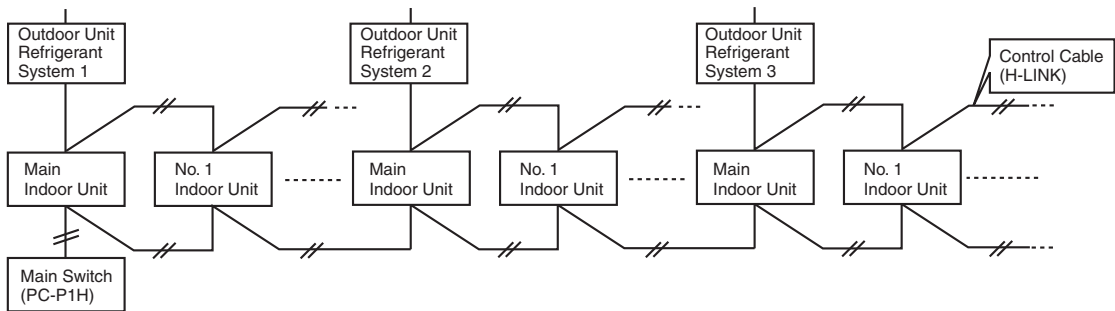 Outdoor Unit
Refrigerant
System 1
Outdoor Unit
Refrigerant
System 2
Outdoor Unit
Refrigerant
System 3
Control Cable
(H-LINK)
Main
Indoor Unit
No. 1
Indoor Unit
Main
Indoor Unit
No. 1
Indoor Unit
Main
Indoor Unit
No. 1
Indoor Unit
Main Switch
(PC-P1H)